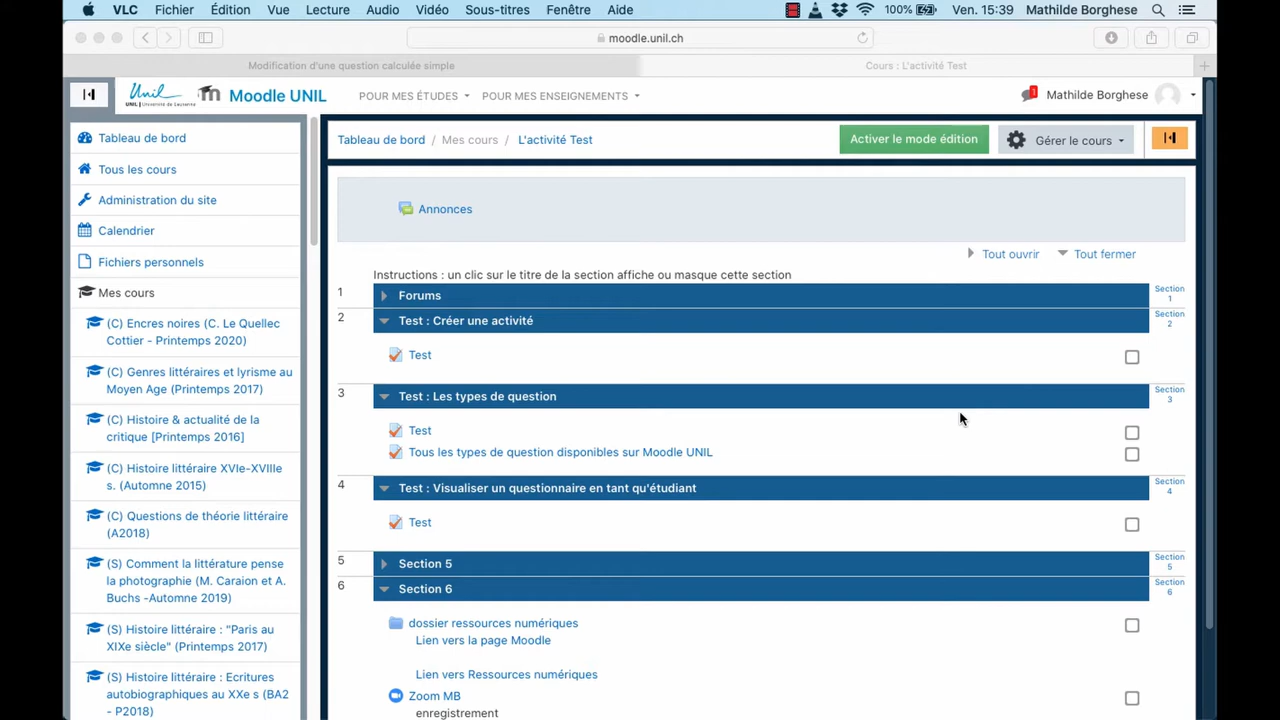 VLC Fichier Édition Vue Lecture Audio Vidéo Sous-titres Fenêtre Aide 100% Ven. 15:39 Mathilde Borghese
moodle.unil.ch
Modification d'une question calculée simple
Cours : L'activité Test
Unil
UNIL | Université de Lausanne
Moodle UNIL
POUR MES ÉTUDES
POUR MES ENSEIGNEMENTS
1
Mathilde Borghese
Tableau de bord
Tous les cours
Administration du site
Calendrier
Fichiers personnels
Mes cours
(C) Encres noires (C. Le Quellec
Cottier - Printemps 2020)
(C) Genres littéraires et lyrisme au
Moyen Age (Printemps 2017)
(C) Histoire & actualité de la
critique [Printemps 2016]
(C) Histoire littéraire XVIe-XVIIIe
s. (Automne 2015)
(C) Questions de théorie littéraire
(A2018)
(S) Comment la littérature pense
la photographie (M. Caraion et A.
Buchs -Automne 2019)
(S) Histoire littéraire : "Paris au
XIXe siècle" (Printemps 2017)
(S) Histoire littéraire : Ecritures
autobiographiques au XXe s (BA2
- P2018)
Tableau de bord / Mes cours / L'activité Test
Activer le mode édition
Gérer le cours
Annonces
Tout ouvrir
Tout fermer
Instructions : un clic sur le titre de la section affiche ou masque cette section
1
Forums
Section
1
2
Test : Créer une activité
Section
2
Test
3
Test : Les types de question
Section
3
Test
Tous les types de question disponibles sur Moodle UNIL
4
Test : Visualiser un questionnaire en tant qu'étudiant
Section
4
Test
5
Section 5
Section
5
6
Section 6
Section
6
dossier ressources numériques
Lien vers la page Moodle
Lien vers Ressources numériques
Zoom MB
enregistrement